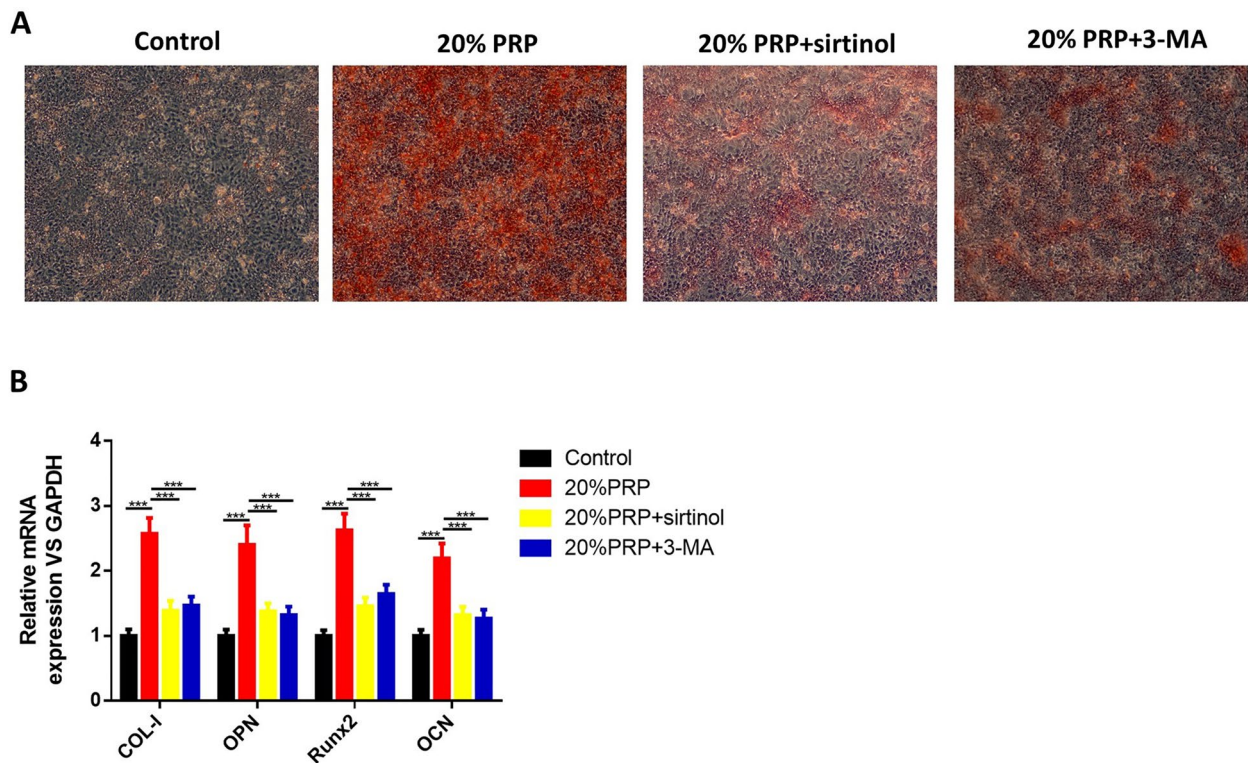 A
Control
20% PRP
20% PRP+sirtinol
20% PRP+3-MA
B
Relative mRNA
expression VS GAPDH
4
3
2
1
0
***
***
***
***
***
***
***
***
***
***
***
***
COL-I
OPN
Runx2
OCN
Control
20%PRP
20%PRP+sirtinol
20%PRP+3-MA